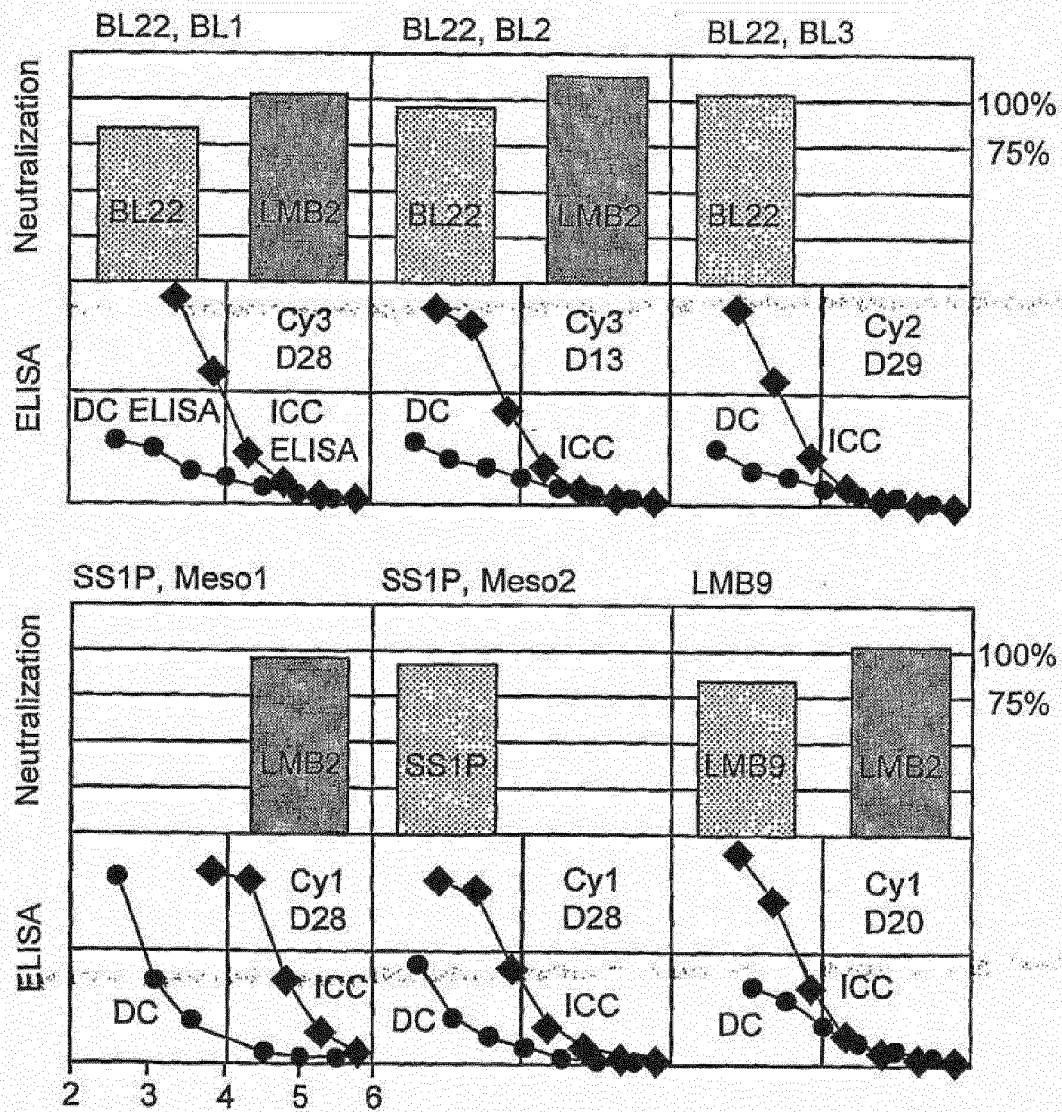 BL22, BL1
BL22, BL2
BL22, BL3
Neutralization
BL22
LMB2
BL22
LMB2
BL22
100%
75%
ELISA
Cy3
D28
DC ELISA
ICC
ELISA
Cy3
D13
DC
ICC
Cy2
D29
DC
ICC
SS1P, Meso1
SS1P, Meso2
LMB9
Neutralization
LMB2
SS1P
LMB9
LMB2
100%
75%
ELISA
Cy1
D28
DC
ICC
Cy1
D28
DC
ICC
Cy1
D20
DC
ICC
2 3 4 5 6